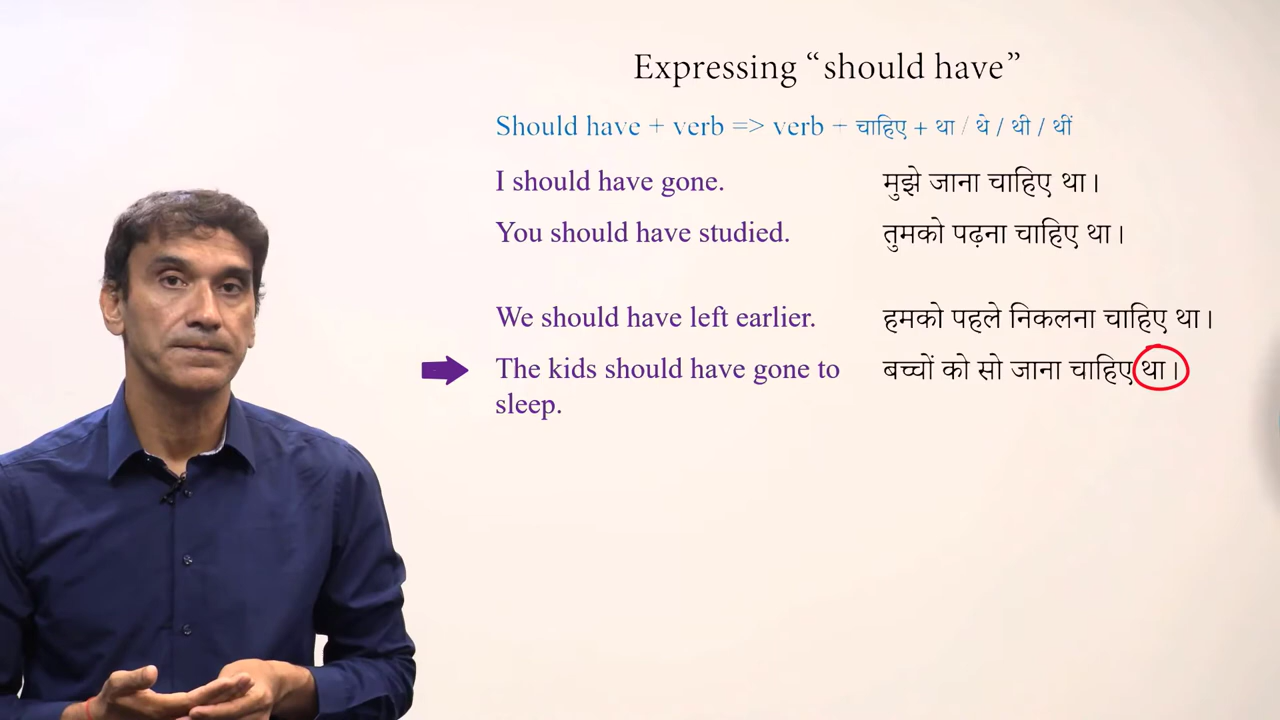 Expressing “should have”
Should have + verb => verb + चाहिए + था / थे / थी / थीं
I should have gone. मुझे जाना चाहिए था।
You should have studied. तुमको पढ़ना चाहिए था।
We should have left earlier. हमको पहले निकलना चाहिए था।
The kids should have gone to बच्चों को सो जाना चाहिए था।
sleep.